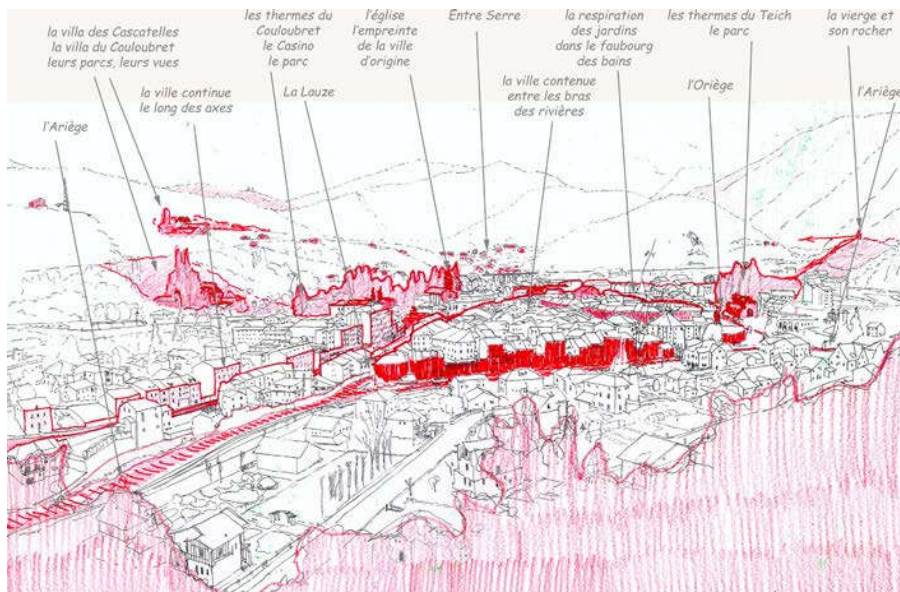 la villa des Cascatelles
la villa du Couloubret
leurs parcs, leurs vues
les thermes du
Couloubret
le Casino
le parc
l'église
l'empreinte
de la ville
d'origine
Entre Serre
la respiration
des jardins
dans le faubourg
des bains
les thermes du Teich
le parc
la vierge et
son rocher
l'Ariège
la ville continue
le long des axes
La Lauze
la ville contenue
entre les bras
des rivières
l'Oriège
l'Ariège